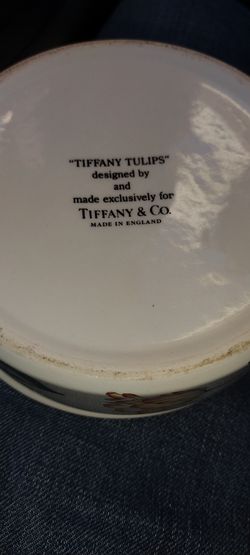 "TIFFANY TULIPS"
designed by
and
made exclusively for
TIFFANY & CO.
MADE IN ENGLAND